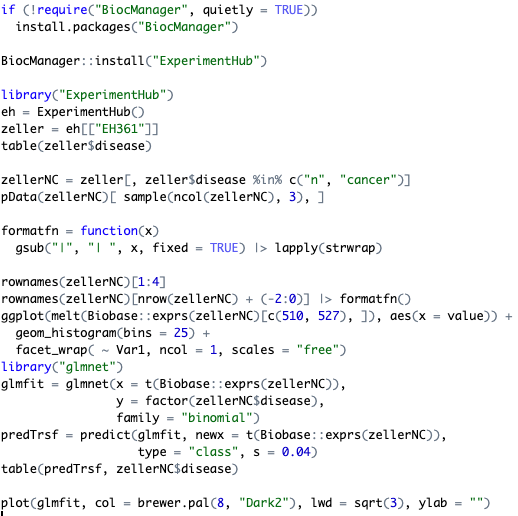 if (!require("BiocManager", quietly = TRUE))
  install.packages("BiocManager")

BiocManager::install("ExperimentHub")

library("ExperimentHub")
eh = ExperimentHub()
zeller = eh[["EH361"]]
table(zeller$disease)

zellerNC = zeller[, zeller$disease %in% c("n", "cancer")]
pData(zellerNC)[ sample(ncol(zellerNC), 3), ]

formatfn = function(x)
  gsub("|", "| ", x, fixed = TRUE) |> lapply(strwrap)

rownames(zellerNC)[1:4]
rownames(zellerNC)[nrow(zellerNC) + (-2:0)] |> formatfn()
ggplot(melt(Biobase::exprs(zellerNC)[c(510, 527), ]), aes(x = value)) +
  geom_histogram(bins = 25) +
  facet_wrap( ~ Var1, ncol = 1, scales = "free")
library("glmnet")
glmfit = glmnet(x = t(Biobase::exprs(zellerNC)),
                y = factor(zellerNC$disease),
                family = "binomial")
predTrsf = predict(glmfit, newx = t(Biobase::exprs(zellerNC)),
                   type = "class", s = 0.04)
table(predTrsf, zellerNC$disease)

plot(glmfit, col = brewer.pal(8, "Dark2"), lwd = sqrt(3), ylab = "")